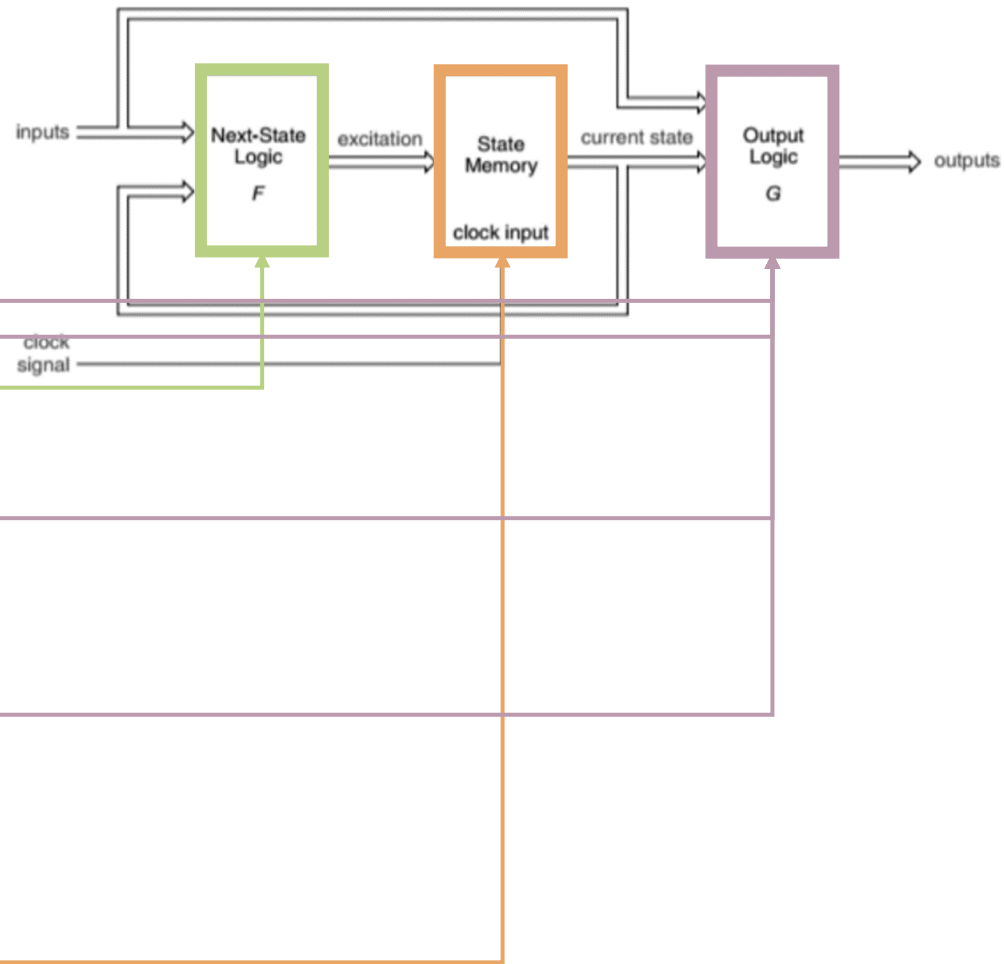 inputs
Next-State
Logic
F
excitation
State
Memory
clock input
current state
Output
Logic
G
outputs
clock
signal